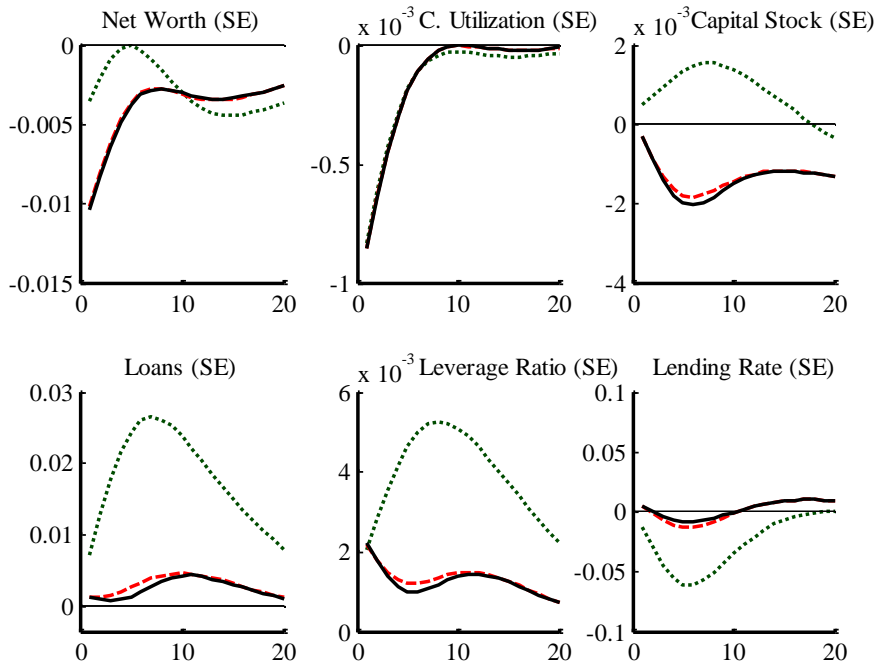 Net Worth (SE)
0
-0.005
-0.01
-0.015
0 10 20
x 10-3 C. Utilization (SE)
0
-0.5
-1
0 10 20
x 10-3 Capital Stock (SE)
2
0
-2
-4
0 10 20
Loans (SE)
0.03
0.02
0.01
0
0 10 20
x 10-3 Leverage Ratio (SE)
6
4
2
0
0 10 20
Lending Rate (SE)
0.1
0.05
0
-0.05
-0.1
0 10 20